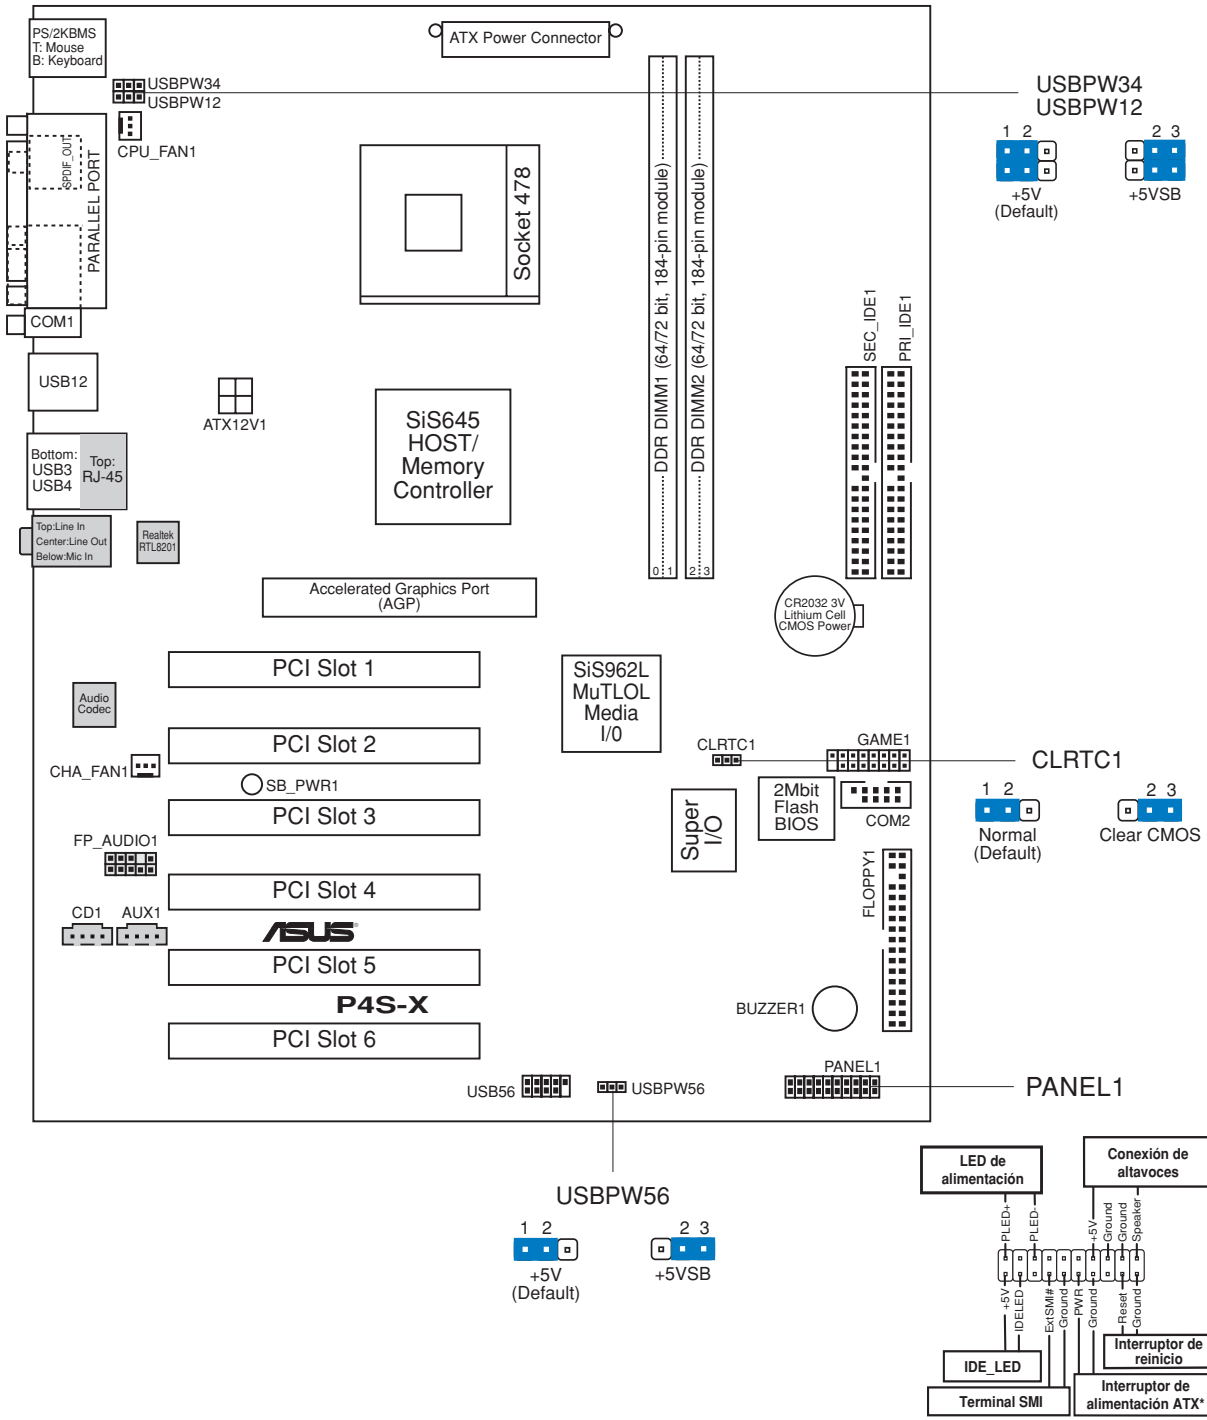 PS/2KBMS
T: Mouse
B: Keyboard
USBPW34
USBPW12
CPU_FAN1
SPDIF_OUT
PARALLEL PORT
COM1
USB12
ATX12V1
Bottom:
USB3
USB4
Top:
RJ-45
Top:Line In
Center:Line Out
Below:Mic In
Realtek
RTL8201
ATX Power Connector
Socket 478
SiS645
HOST/
Memory
Controller
DDR DIMM1 (64/72 bit, 184-pin module)
DDR DIMM2 (64/72 bit, 184-pin module)
0 1
2 3
SEC_IDE1
PRI_IDE1
CR2032 3V
Lithium Cell
CMOS Power
Accelerated Graphics Port
(AGP)
PCI Slot 1
PCI Slot 2
PCI Slot 3
PCI Slot 4
PCI Slot 5
PCI Slot 6
SB_PWR1
ASUS®
P4S-X
Audio
Codec
CHA_FAN1
FP_AUDIO1
CD1
AUX1
SiS962L
MuTLOL
Media
I/0
CLRTC1
GAME1
Super
I/O
2Mbit
Flash
BIOS
COM2
FLOPPY1
BUZZER1
PANEL1
USB56
USBPW56
USBPW34
USBPW12
1 2
2 3
+5V
(Default)
+5VSB
CLRTC1
1 2
2 3
Normal
(Default)
Clear CMOS
PANEL1
USBPW56
1 2
2 3
+5V
(Default)
+5VSB
LED de
alimentación
Conexión de
altavoces
PLED+
PLED-
+5V
Ground
Ground
Speaker
+5V
IDELED
ExtSMI#
Ground
PWR
Ground
Reset
Ground
Interruptor de
reinicio
IDE_LED
Interruptor de
alimentación ATX*
Terminal SMI